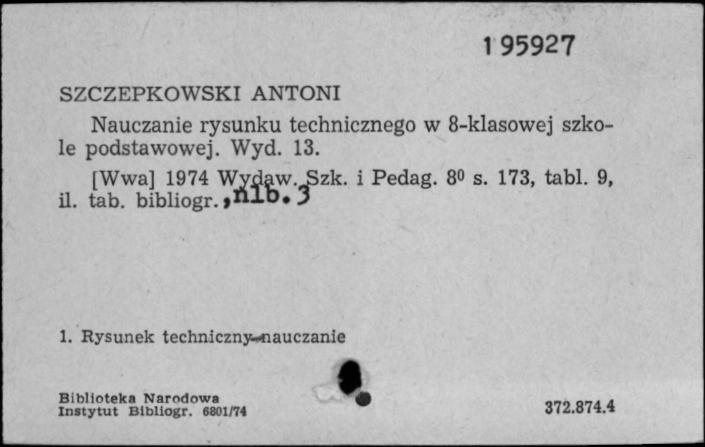 195927
SZCZEPKOWSKI ANTONI
Nauczanie rysunku technicznego w 8-klasowej szko-
le podstawowej. Wyd. 13.
[Wwa] 1974 Wydaw. Szk. i Pedag. 8⁰ s. 173, tabl. 9,
il. tab. bibliogr. ,nlb. 3
1. Rysunek techniczny-nauczanie
Biblioteka Narodowa
Instytut Bibliogr. 6801/74
372.874.4